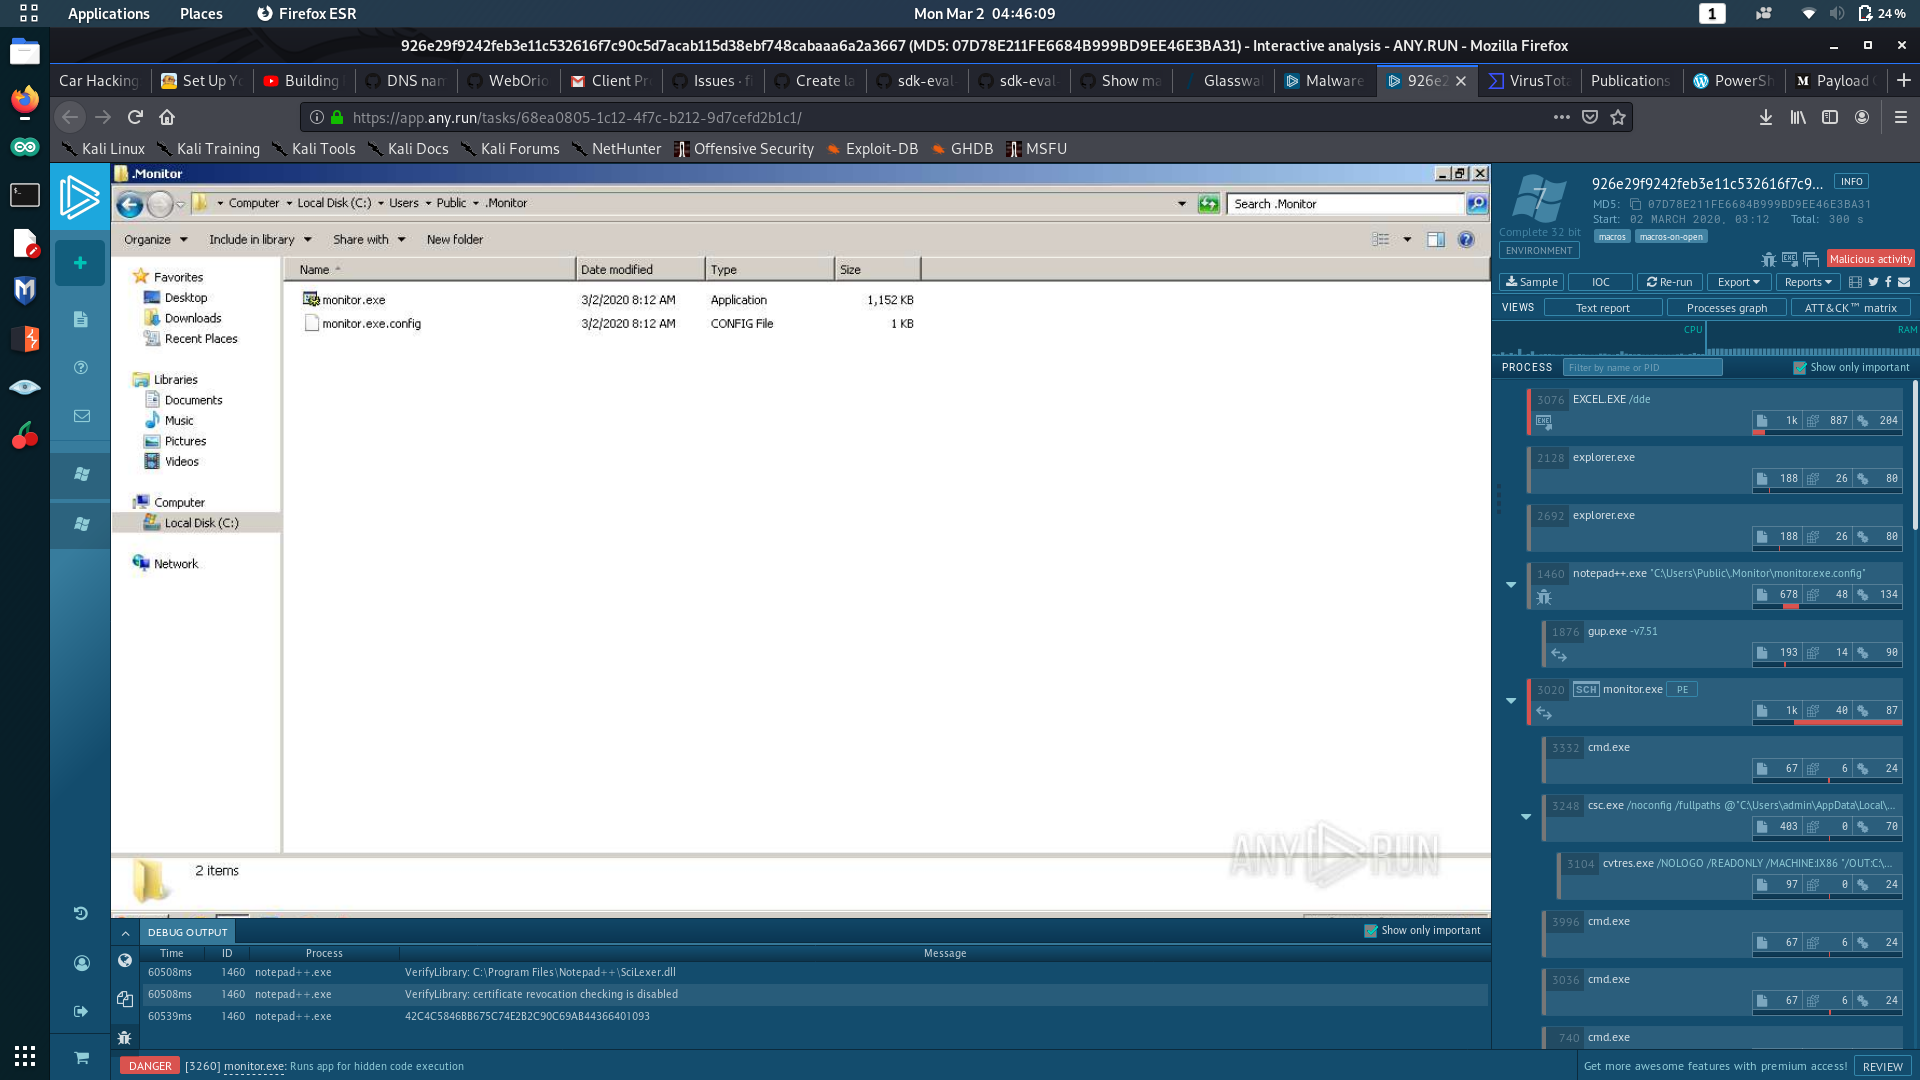 Applications Places Firefox ESR Mon Mar 2 04:46:09 1 24%
926e29f9242feb3e11c532616f7c90c5d7acab115d38ebf748cabaaa6a2a3667 (MD5: 07D78E211FE6684B999BD9EE46E3BA31) - Interactive analysis - ANY.RUN - Mozilla Firefox
Car Hacking Set Up Yo Building DNS nam WebOrio Client Pr Issues · f Create la sdk-eval- sdk-eval- Show ma Glasswal Malware 926e2 VirusTota Publications PowerSh Payload
https://app.any.run/tasks/68ea0805-1c12-4f7c-b212-9d7cefd2b1c1/
Kali Linux Kali Training Kali Tools Kali Docs Kali Forums NetHunter Offensive Security Exploit-DB GHDB MSFU
.Monitor
Computer Local Disk (C:) Users Public .Monitor Search .Monitor
Organize Include in library Share with New folder
Name Date modified Type Size
monitor.exe 3/2/2020 8:12 AM Application 1,152 KB
monitor.exe.config 3/2/2020 8:12 AM CONFIG File 1 KB
Favorites
Desktop
Downloads
Recent Places
Libraries
Documents
Music
Pictures
Videos
Computer
Local Disk (C:)
Network
ANY RUN
2 items
DEBUG OUTPUT Show only important
Time ID Process Message
60508ms 1460 notepad++.exe VerifyLibrary: C:\Program Files\Notepad++\SciLexer.dll
60508ms 1460 notepad++.exe VerifyLibrary: certificate revocation checking is disabled
60539ms 1460 notepad++.exe 42C4C5846BB675C74E2B2C90C69AB44366401093
DANGER [3260] monitor.exe: Runs app for hidden code execution
7
Complete 32 bit
ENVIRONMENT
926e29f9242feb3e11c532616f7c9... INFO
MD5: 07D78E211FE6684B999BD9EE46E3BA31
Start: 02 MARCH 2020, 03:12 Total: 300 s
macros macros-on-open
Malicious activity
Sample IOC Re-run Export Reports
VIEWS Text report Processes graph ATT&CK™ matrix
CPU RAM
PROCESS Filter by name or PID Show only important
3076 EXCEL.EXE /dde
1k 887 204
2128 explorer.exe
188 26 80
2692 explorer.exe
188 26 80
1460 notepad++.exe "C:\Users\Public\.Monitor\monitor.exe.config"
678 48 134
1876 gup.exe -v7.51
193 14 90
3020 SCH monitor.exe PE
1k 40 87
3332 cmd.exe
67 6 24
3248 csc.exe /noconfig /fullpaths @"C:\Users\admin\AppData\Local\...
403 0 70
3104 cvtres.exe /NOLOGO /READONLY /MACHINE:IX86 "/OUT:C:\...
97 0 24
3996 cmd.exe
67 6 24
3036 cmd.exe
67 6 24
740 cmd.exe
Get more awesome features with premium access! REVIEW